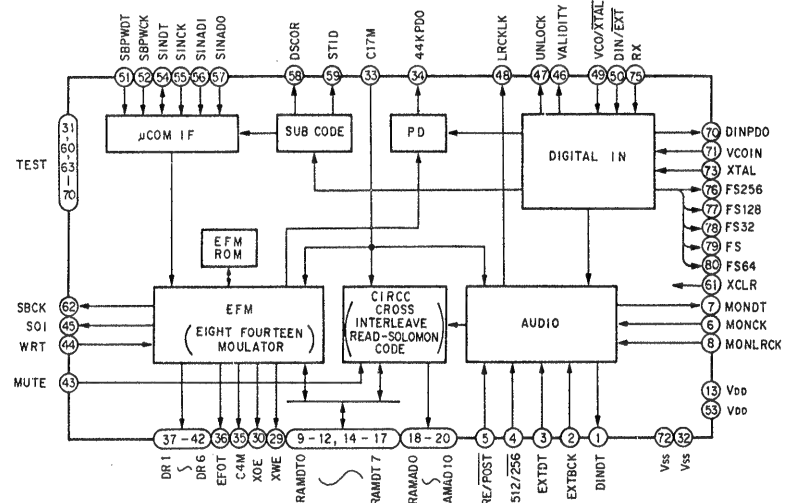 SBPWDT
SBPWCK
SINDT
SINCK
SINADI
SINADO
DSCOR
STID
C17M
44KPDO
LRCKLK
UNLOCK
VALIDITY
VCO/XTAL
DIN/EXT
RX
51 52 54 55 56 57 58 59 33 34 48 47 46 49 50 75
TEST
31
60
63
70
μCOM IF
SUB CODE
PD
DIGITAL IN
70 DINPDO
71 VCOIN
73 XTAL
76 FS256
77 FS128
78 FS32
79 FS
80 FS64
61 XCLR
EFM
ROM
SBCK 62
SOI 45
WRT 44
MUTE 43
EFM
(EIGHT FOURTEEN
MOULATOR)
CIRCC
CROSS
INTERLEAVE
READ-SOLOMON
CODE
AUDIO
7 MONDT
6 MONCK
8 MONLRCK
13 VDD
53 VDD
37 - 42 36 35 30 29 9 - 12, 14 - 17 18 - 20 5 4 3 2 1 72 32
DR1
DR6
EFOT
C4M
XOE
XWE
RAMDT0
RAMDT7
RAMAD0
AMAD10
RE/POST
512/256
EXTDT
EXTBCK
DINDT
Vss
Vss